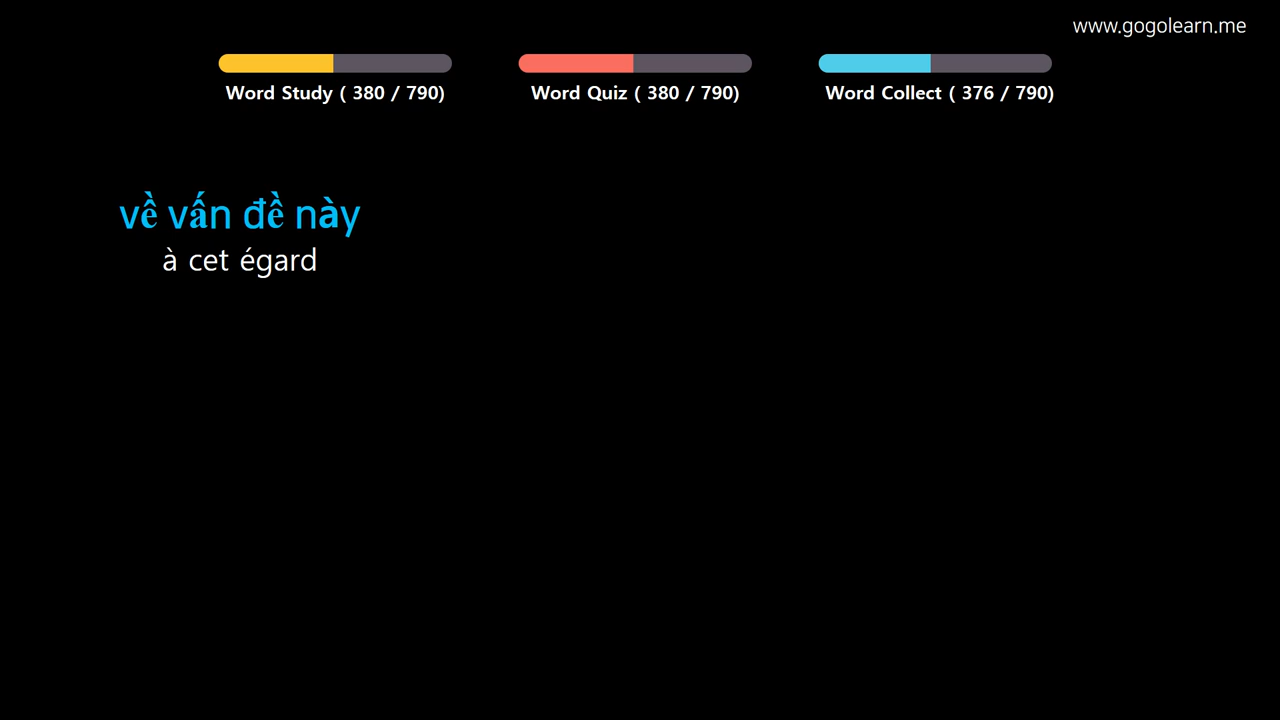 www.gogolearn.me
Word Study ( 380 / 790)
Word Quiz ( 380 / 790)
Word Collect ( 376 / 790)
về vấn đề này
à cet égard